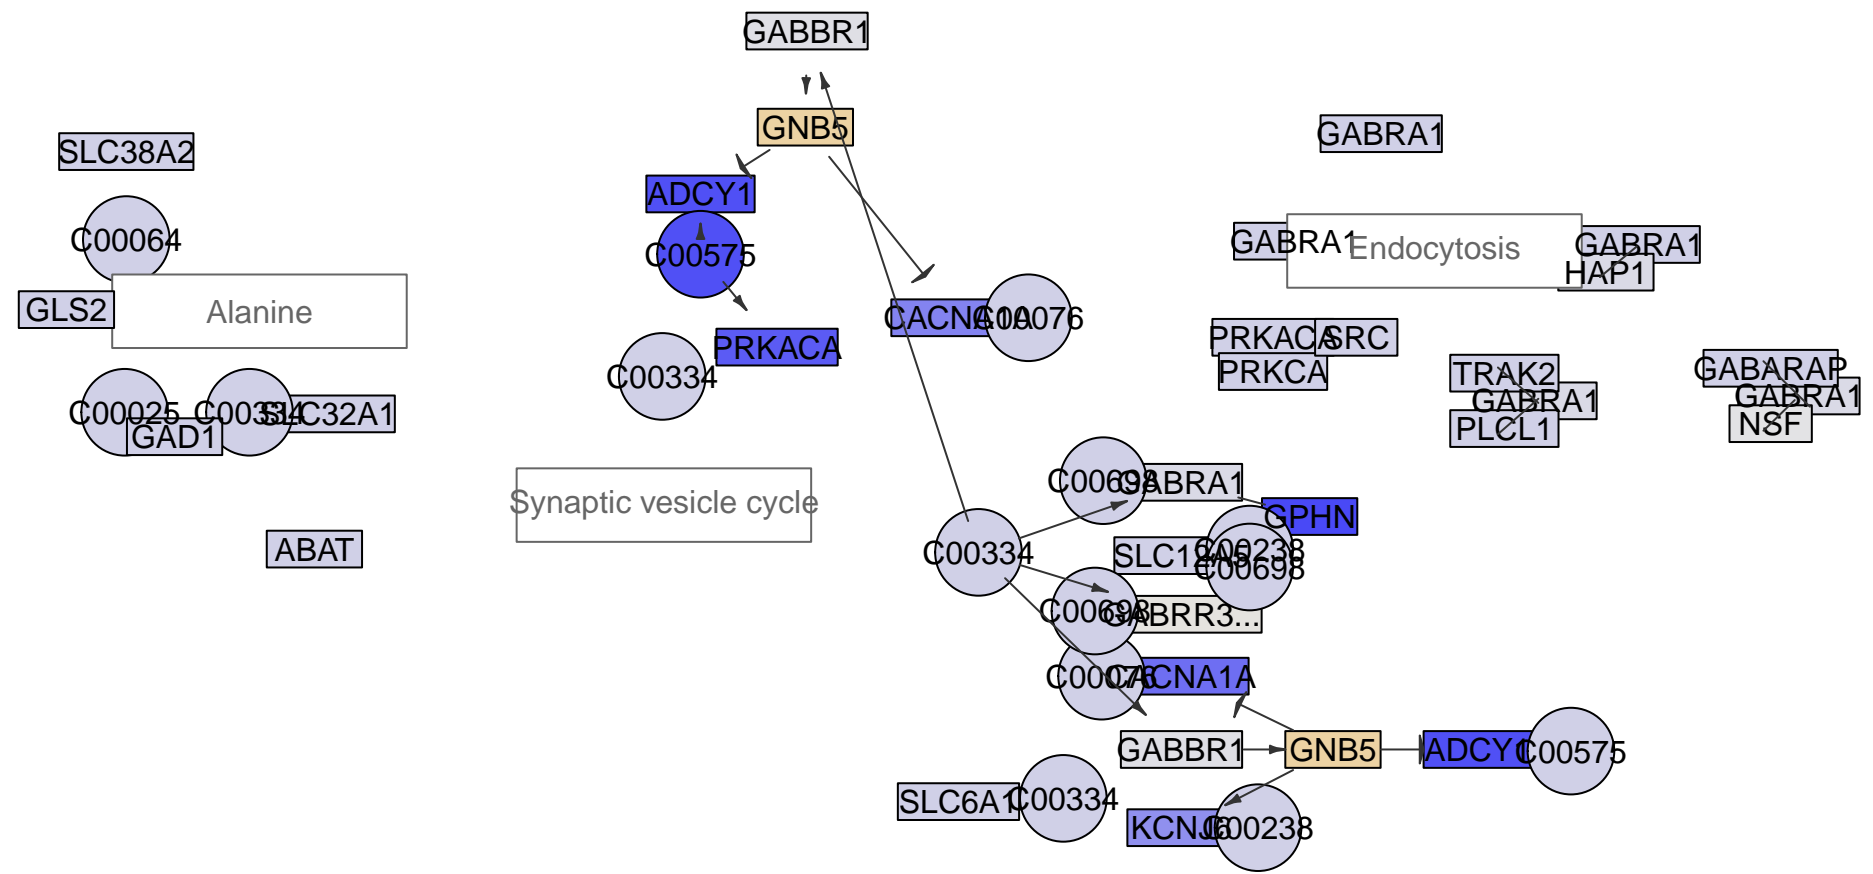 GABBR1
GNB5
GABRA1
SLC38A2
ADCY1
C00064
C00575
GABRA1
Endocytosis
GABRA1
HAP1
GLS2
Alanine
CACNA1A
C00076
PRKACA
C00334
PRKACA
SRC
PRKCA
TRAK2
GABRA1
PLCL1
GABARAP
GABRA1
NSF
C00025
C00334
SLC32A1
GAD1
C00698
GABRA1
Synaptic vesicle cycle
GPHN
ABAT
C00334
SLC12A5
C00238
C00698
C00698
GABRR3...
C00076
CACNA1A
GABBR1
GNB5
ADCY1
C00575
SLC6A1
C00334
KCNJ6
C00238